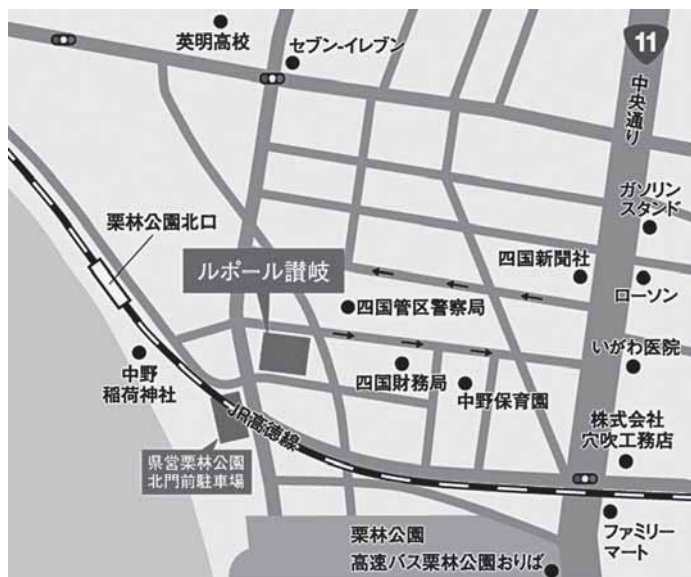 英明高校
セブン-イレブン
11
中央通り
ガソリン
スタンド
栗林公園北口
ルポール讃岐
四国新聞社
ローソン
四国管区警察局
いがわ医院
中野
稲荷神社
四国財務局
中野保育園
株式会社
穴吹工務店
JR高徳線
県営栗林公園
北門前駐車場
ファミリー
マート
栗林公園
高速バス栗林公園おりば